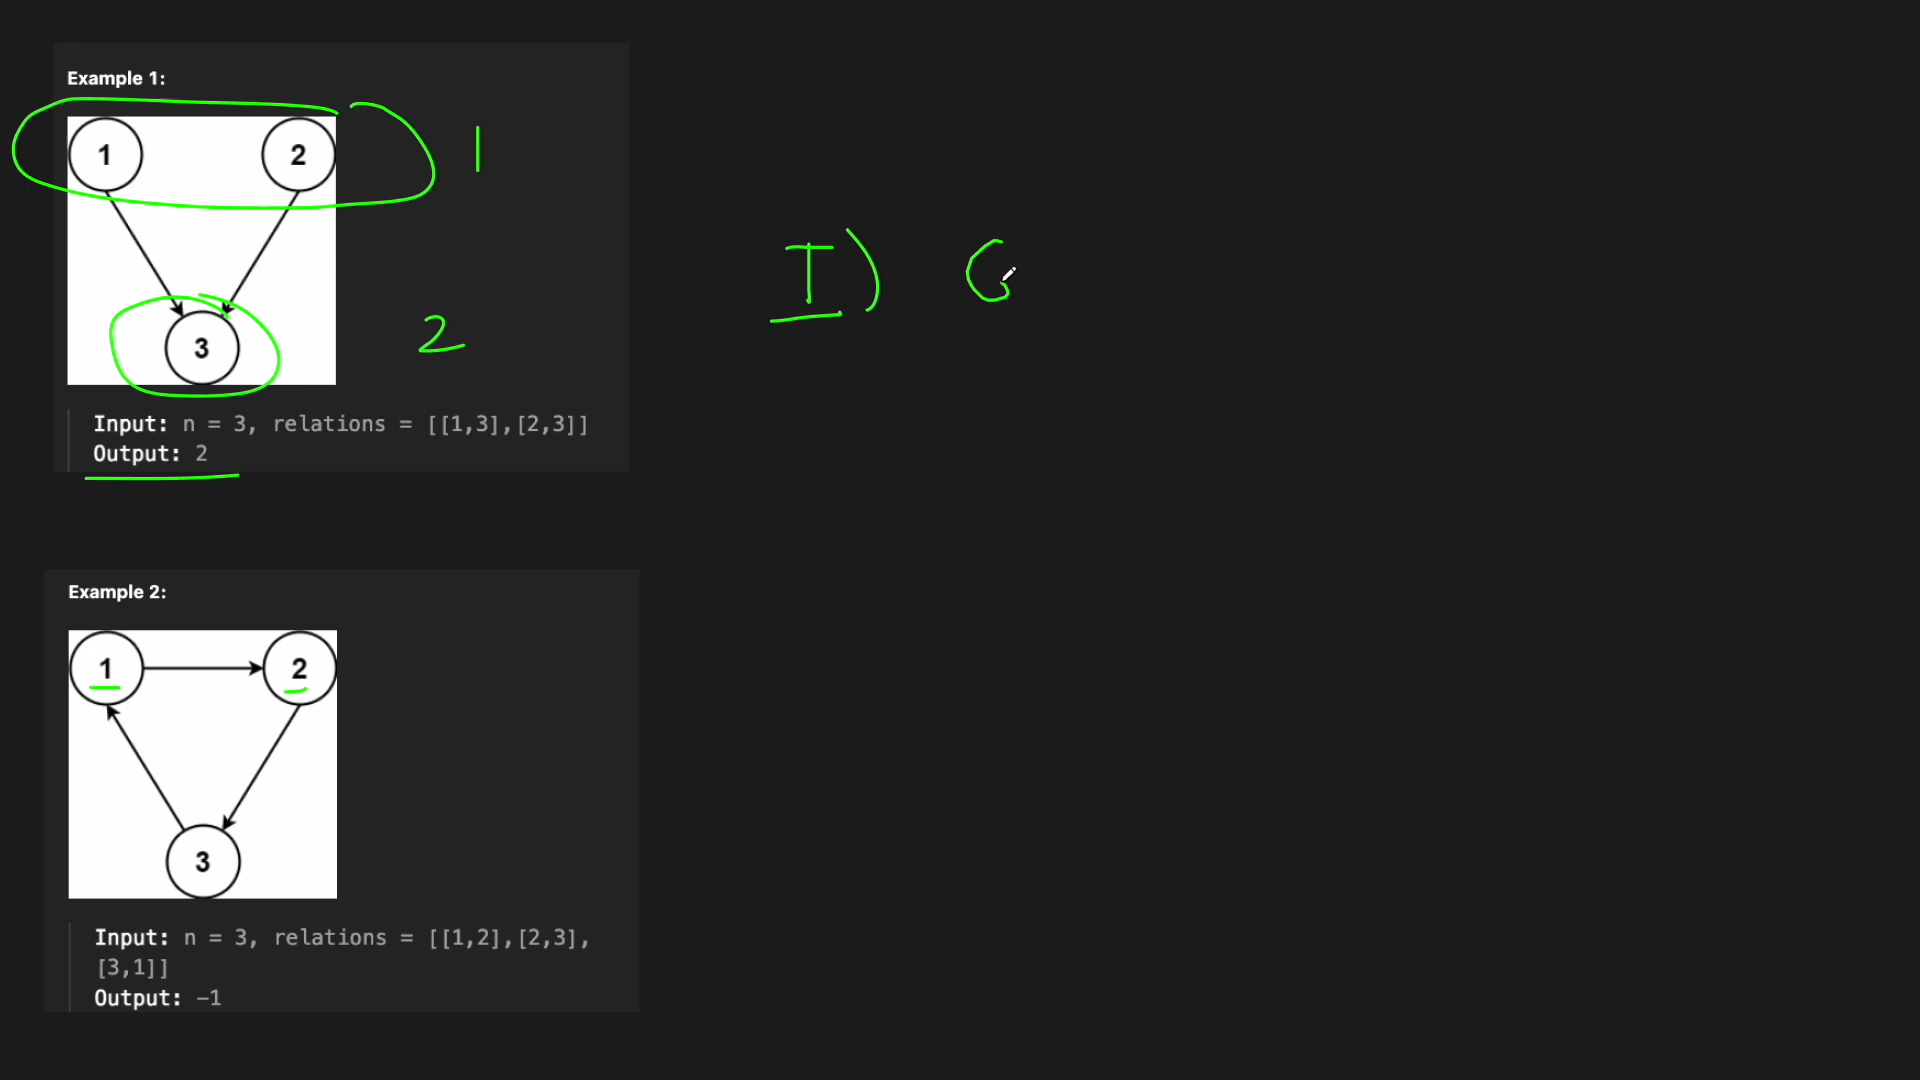 Example 1:
1 2 1
3 2
Input: n = 3, relations = [[1,3],[2,3]]
Output: 2
I) G
Example 2:
1 2
3
Input: n = 3, relations = [[1,2],[2,3],
[3,1]]
Output: -1